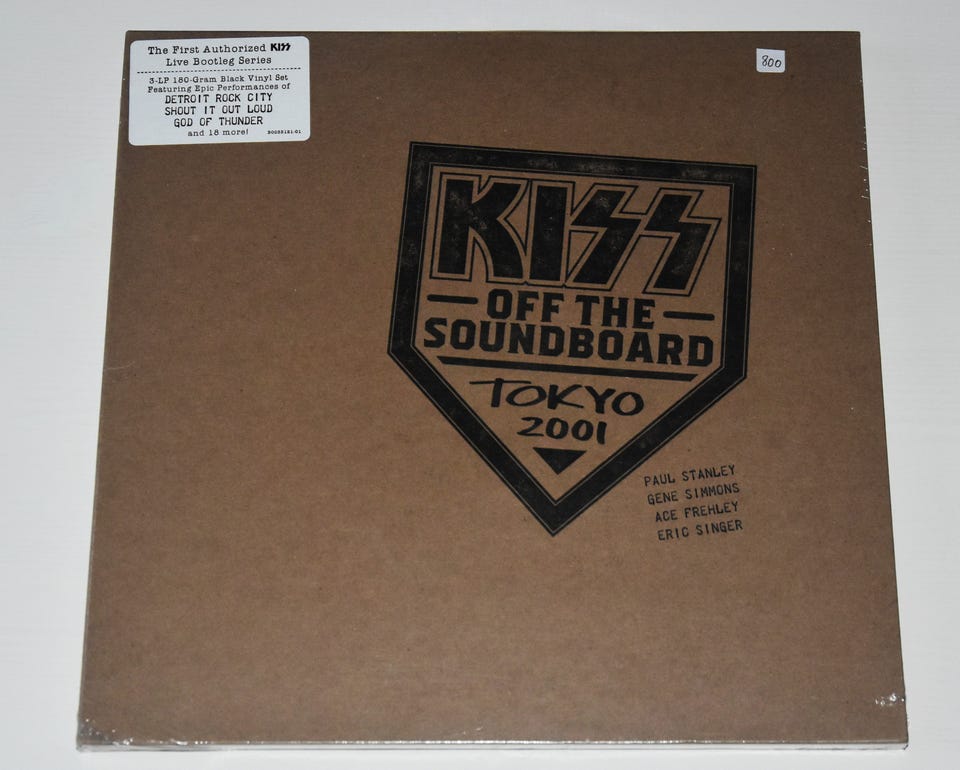 The First Authorized KISS
Live Bootleg Series
3-LP 180-Gram Black Vinyl Set
Featuring Epic Performances of
DETROIT ROCK CITY
SHOUT IT OUT LOUD
GOD OF THUNDER
and 18 more!
800
KISS
OFF THE
SOUNDBOARD
TOKYO
2001
PAUL STANLEY
GENE SIMMONS
ACE FREHLEY
ERIC SINGER